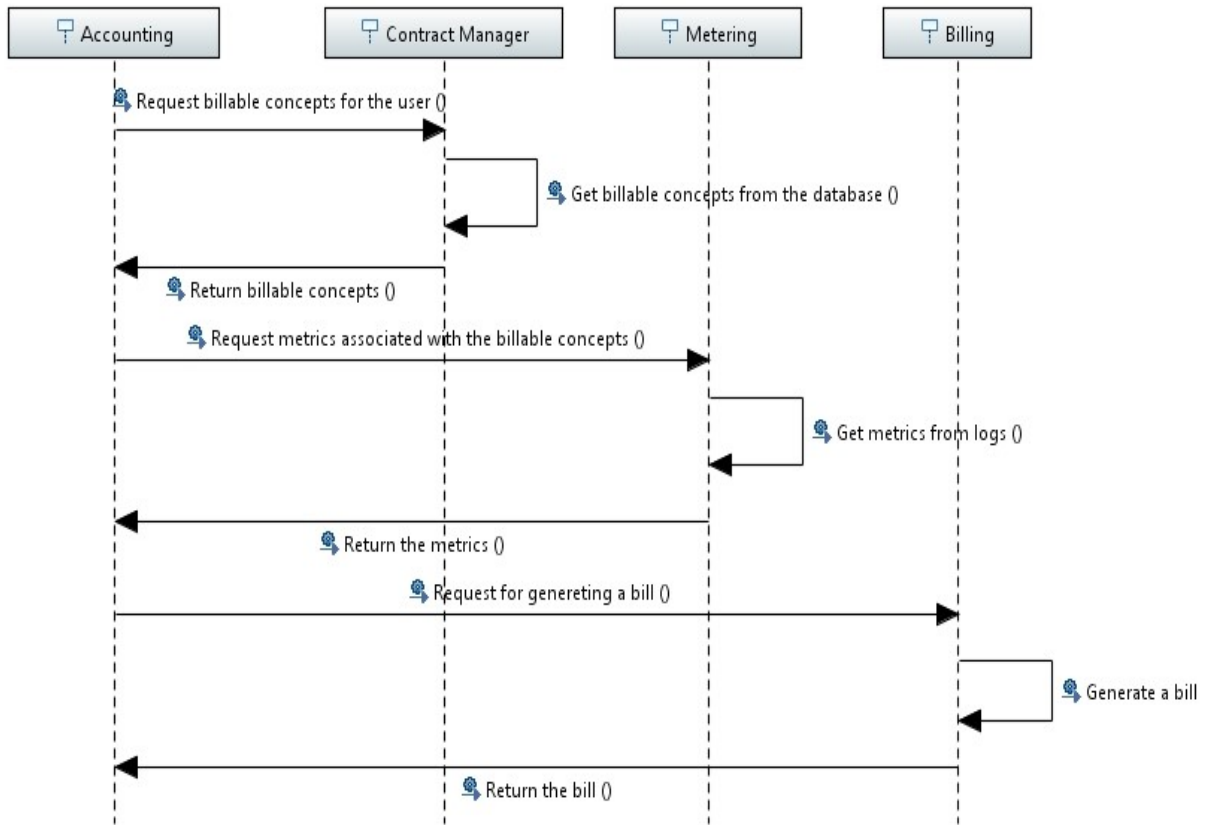 Accounting
Contract Manager
Metering
Billing
Request billable concepts for the user ()
Get billable concepts from the database ()
Return billable concepts ()
Request metrics associated with the billable concepts ()
Get metrics from logs ()
Return the metrics ()
Request for genereting a bill ()
Generate a bill
Return the bill ()